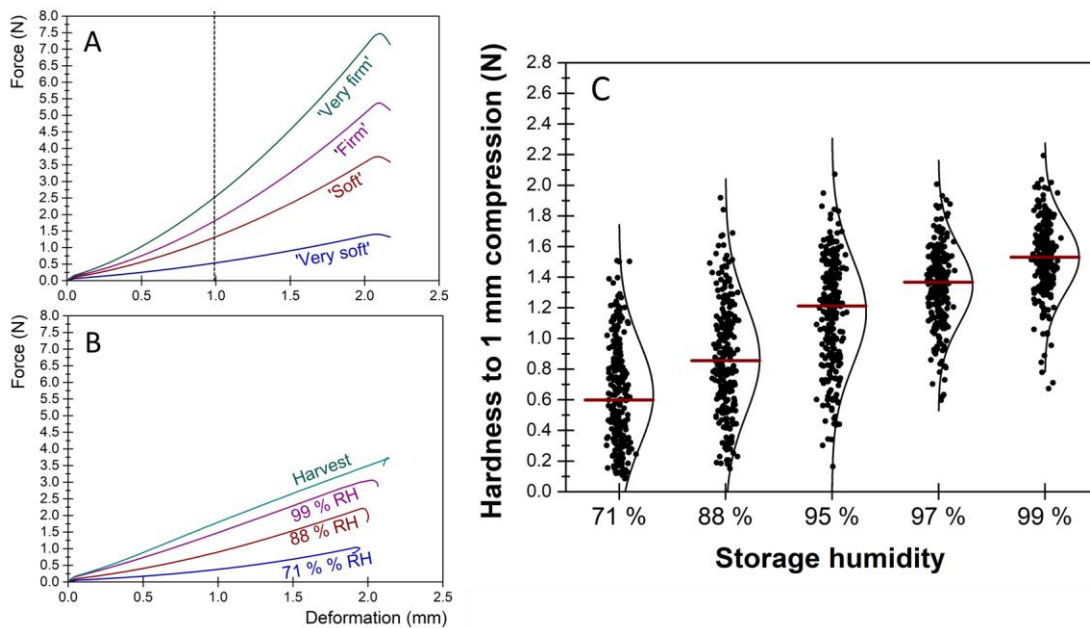 A
Force (N)
8.0
7.5
7.0
6.5
6.0
5.5
5.0
4.5
4.0
3.5
3.0
2.5
2.0
1.5
1.0
0.5
0.0
'Very firm'
'Firm'
'Soft'
'Very soft'
0.0 0.5 1.0 1.5 2.0 2.5
B
Force (N)
8.0
7.5
7.0
6.5
6.0
5.5
5.0
4.5
4.0
3.5
3.0
2.5
2.0
1.5
1.0
0.5
0.0
Harvest
99 % RH
88 % RH
71 % % RH
0.0 0.5 1.0 1.5 2.0 2.5
Deformation (mm)
C
Hardness to 1 mm compression (N)
2.8
2.6
2.4
2.2
2.0
1.8
1.6
1.4
1.2
1.0
0.8
0.6
0.4
0.2
0.0
71 % 88 % 95 % 97 % 99 %
Storage humidity